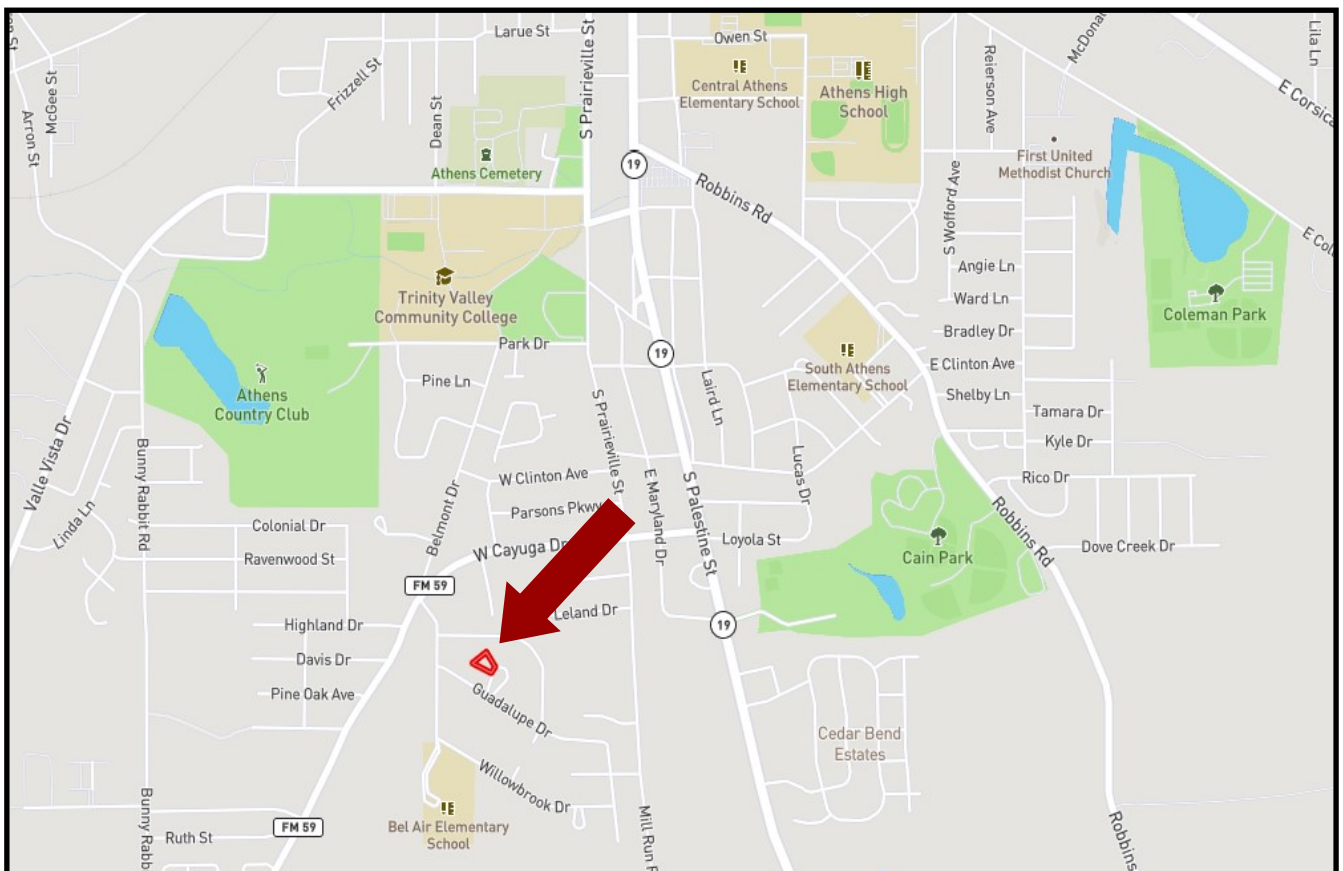 Larue St
Owen St
S Prairieville St
McGee St
Arron St
Frizzell St
Dean St
Athens Cemetery
Central Athens
Elementary School
Athens High
School
Reierson Ave
Lila Ln
First United
Methodist Church
19
Robbins Rd
S Wofford Ave
Angie Ln
Ward Ln
Bradley Dr
E Clinton Ave
Shelby Ln
Coleman Park
Trinity Valley
Community College
Park Dr
Pine Ln
19
Laird Ln
South Athens
Elementary School
Tamara Dr
Kyle Dr
Rico Dr
Athens
Country Club
Valle Vista Dr
Bunny Rabbit Rd
Linda Ln
S Prairieville St
W Clinton Ave
Parsons Pkwy
E Maryland Dr
S Palestine St
Lucas Dr
Belmont Dr
Colonial Dr
Ravenwood St
W Cayuga Dr
Loyola St
Cain Park
Robbins Rd
Dove Creek Dr
FM 59
Leland Dr
19
Highland Dr
Davis Dr
Pine Oak Ave
Guadalupe Dr
Cedar Bend
Estates
Willowbrook Dr
Bel Air Elementary
School
FM 59
Ruth St
Bunny Rabb
Mill Run
Robbins
E Corsica
McDona
E Col